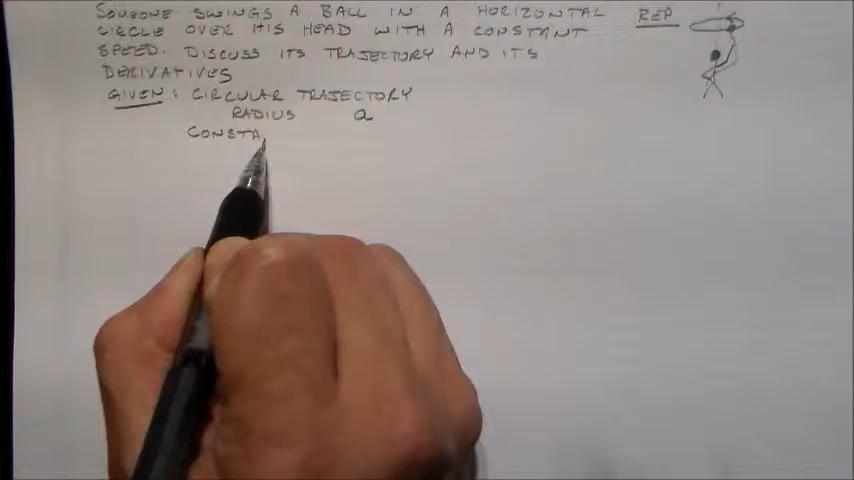 SOMEONE SWINGS A BALL IN A HORIZONTAL
CIRCLE OVER HIS HEAD WITH A CONSTANT
SPEED. DISCUSS ITS TRAJECTORY AND ITS
DERIVATIVES
REP
GIVEN: CIRCULAR TRAJECTORY
RADIUS a
CONSTA